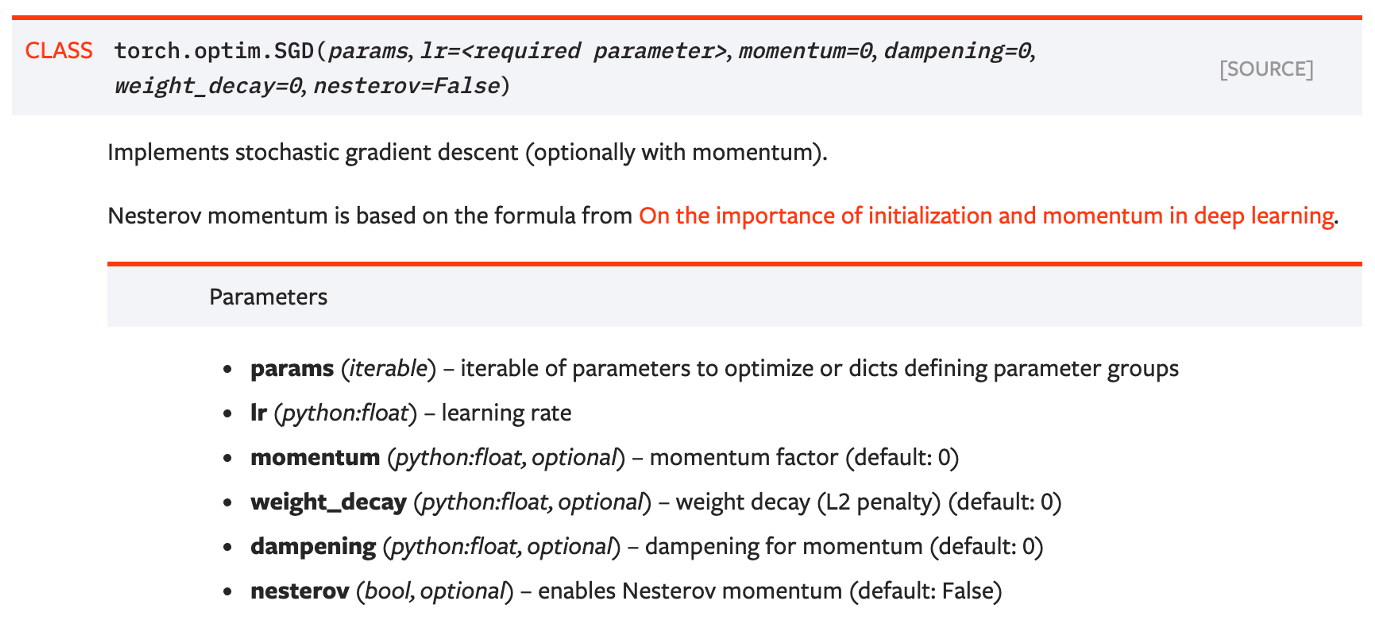 CLASS torch.optim.SGD(params, lr=<required parameter>, momentum=0, dampening=0,
weight_decay=0, nesterov=False)
[SOURCE]
Implements stochastic gradient descent (optionally with momentum).
Nesterov momentum is based on the formula from On the importance of initialization and momentum in deep learning.
Parameters
• params (iterable) – iterable of parameters to optimize or dicts defining parameter groups
• lr (python:float) – learning rate
• momentum (python:float, optional) – momentum factor (default: 0)
• weight_decay (python:float, optional) – weight decay (L2 penalty) (default: 0)
• dampening (python:float, optional) – dampening for momentum (default: 0)
• nesterov (bool, optional) – enables Nesterov momentum (default: False)